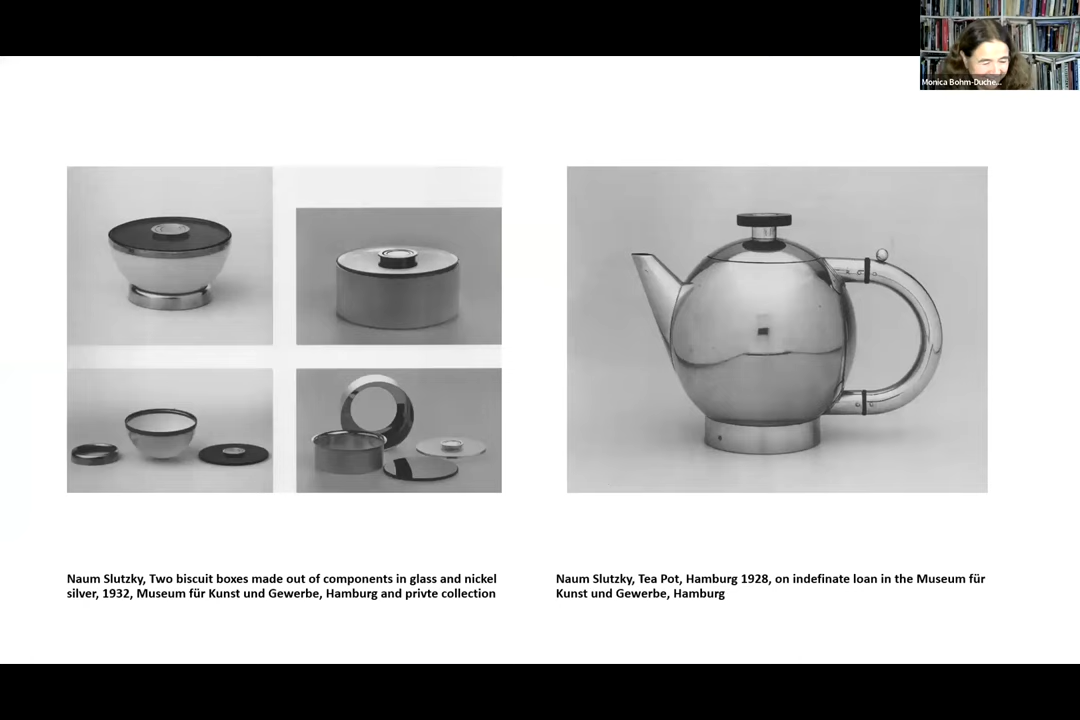 Monica Bohm-Duche...
Naum Slutzky, Two biscuit boxes made out of components in glass and nickel
silver, 1932, Museum für Kunst und Gewerbe, Hamburg and privte collection
Naum Slutzky, Tea Pot, Hamburg 1928, on indefinate loan in the Museum für
Kunst und Gewerbe, Hamburg